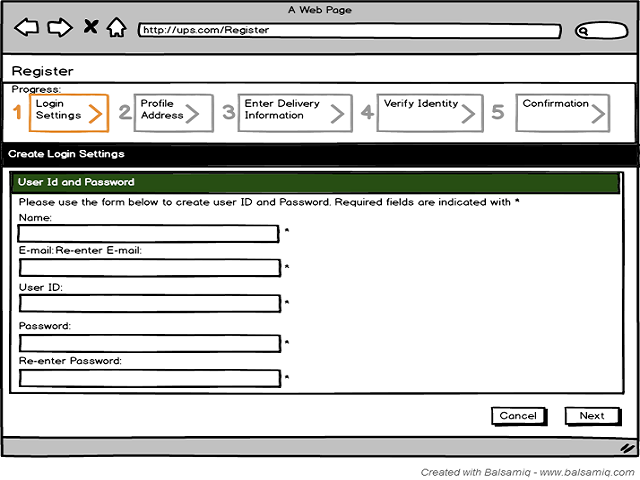 A Web Page
http://ups.com/Register
Register
Progress:
1 Login Settings 2 Profile Address 3 Enter Delivery Information 4 Verify Identity 5 Confirmation
Create Login Settings
User Id and Password
Please use the form below to create user ID and Password. Required fields are indicated with *
Name:
*
E-mail:Re-enter E-mail:
*
User ID:
*
Password:
*
Re-enter Password:
*
Cancel Next
Created with Balsamiq - www.balsamiq.com